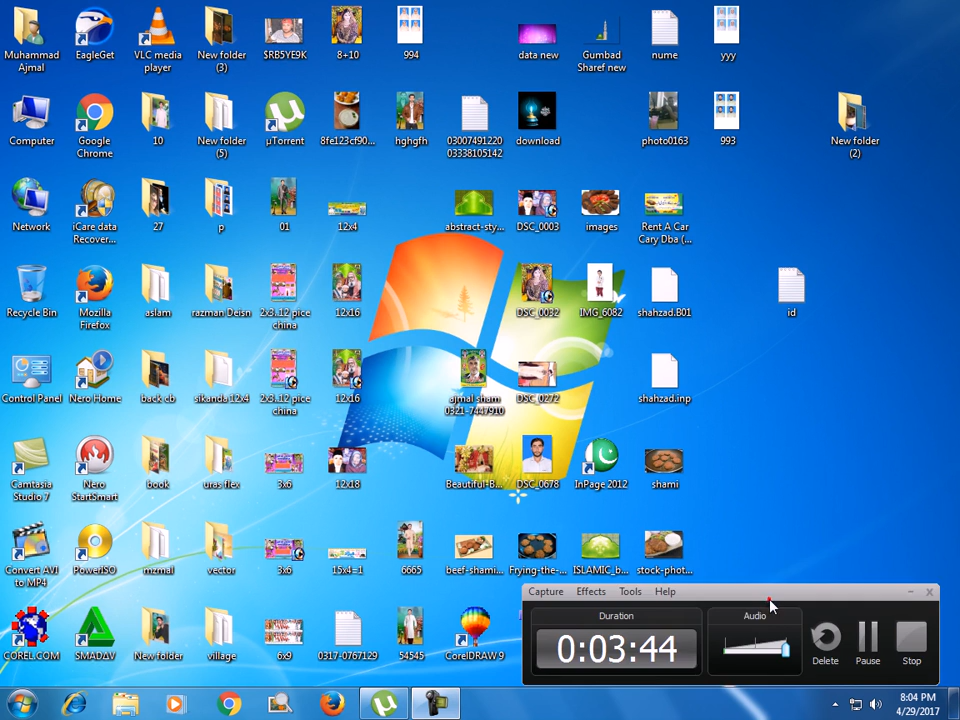 Muhammad Ajmal
EagleGet
VLC media player
New folder (3)
$RB5YE9K
8+10
994
data new
Gumbad Sharef new
nume
yyy
Computer
Google Chrome
10
New folder (5)
µTorrent
8fe123cf90...
hghgfh
03007491220 03338105142
download
photo0163
993
New folder (2)
Network
iCare data Recover...
27
p
01
12x4
abstract-sty...
DSC_0003
images
Rent A Car Cary Dba (...
Recycle Bin
Mozilla Firefox
aslam
razman Deisn
2x3..12 pice china
12x16
DSC_0032
IMG_6082
shahzad.B01
id
Control Panel
Nero Home
back cb
sikanda 12x4
2x3..12 pice china
12x16
ajmal sham 0321-7447910
DSC_0272
shahzad.inp
Camtasia Studio 7
Nero StartSmart
book
uras flex
3x6
12x18
Beautiful-B...
DSC_0678
InPage 2012
shami
Convert AVI to MP4
PowerISO
mzmal
vector
3x6
15x4=1
6665
beef-shami...
Frying-the-...
ISLAMIC_b...
stock-phot...
COREL.COM
SMADΔV
New folder
village
6x9
0317-0767129
54545
CorelDRAW 9
Capture Effects Tools Help
Duration
0:03:44
Audio
Delete
Pause
Stop
8:04 PM
4/29/2017